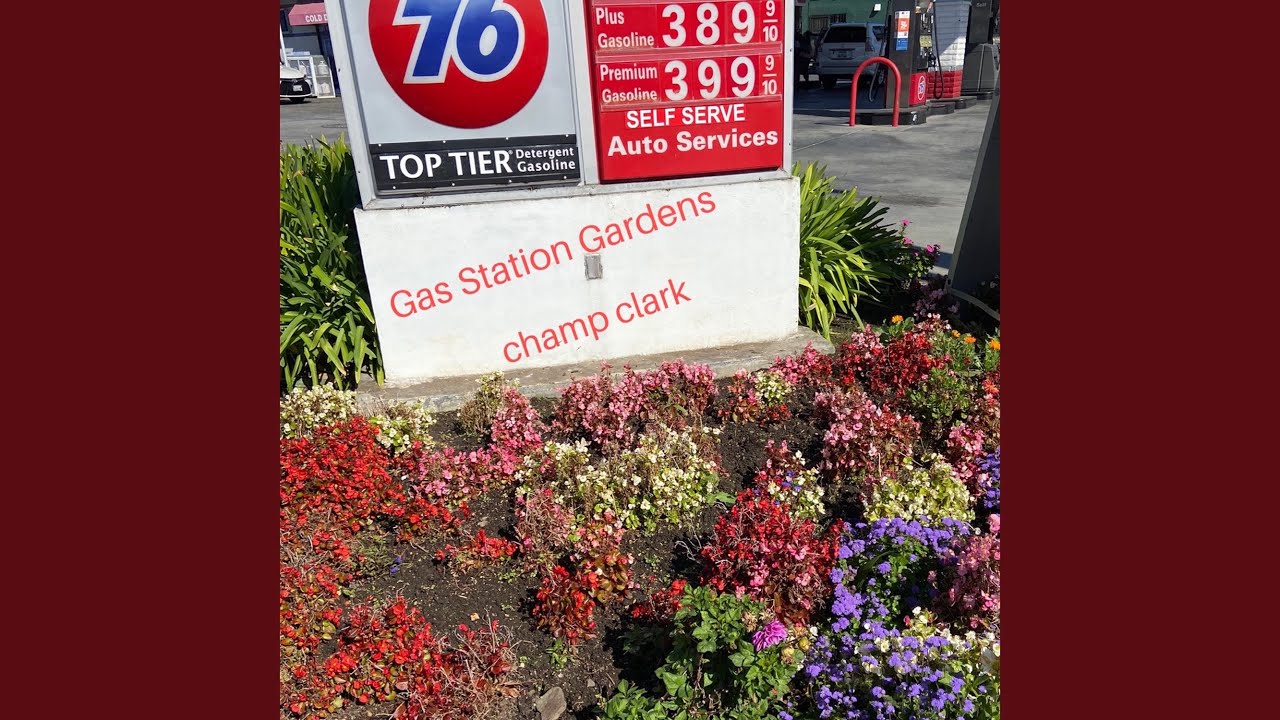 COLD
76
Plus
Gasoline
389 9/10
Premium
Gasoline
399 9/10
SELF SERVE
Auto Services
TOP TIER Detergent
Gasoline
Gas Station Gardens
champ clark